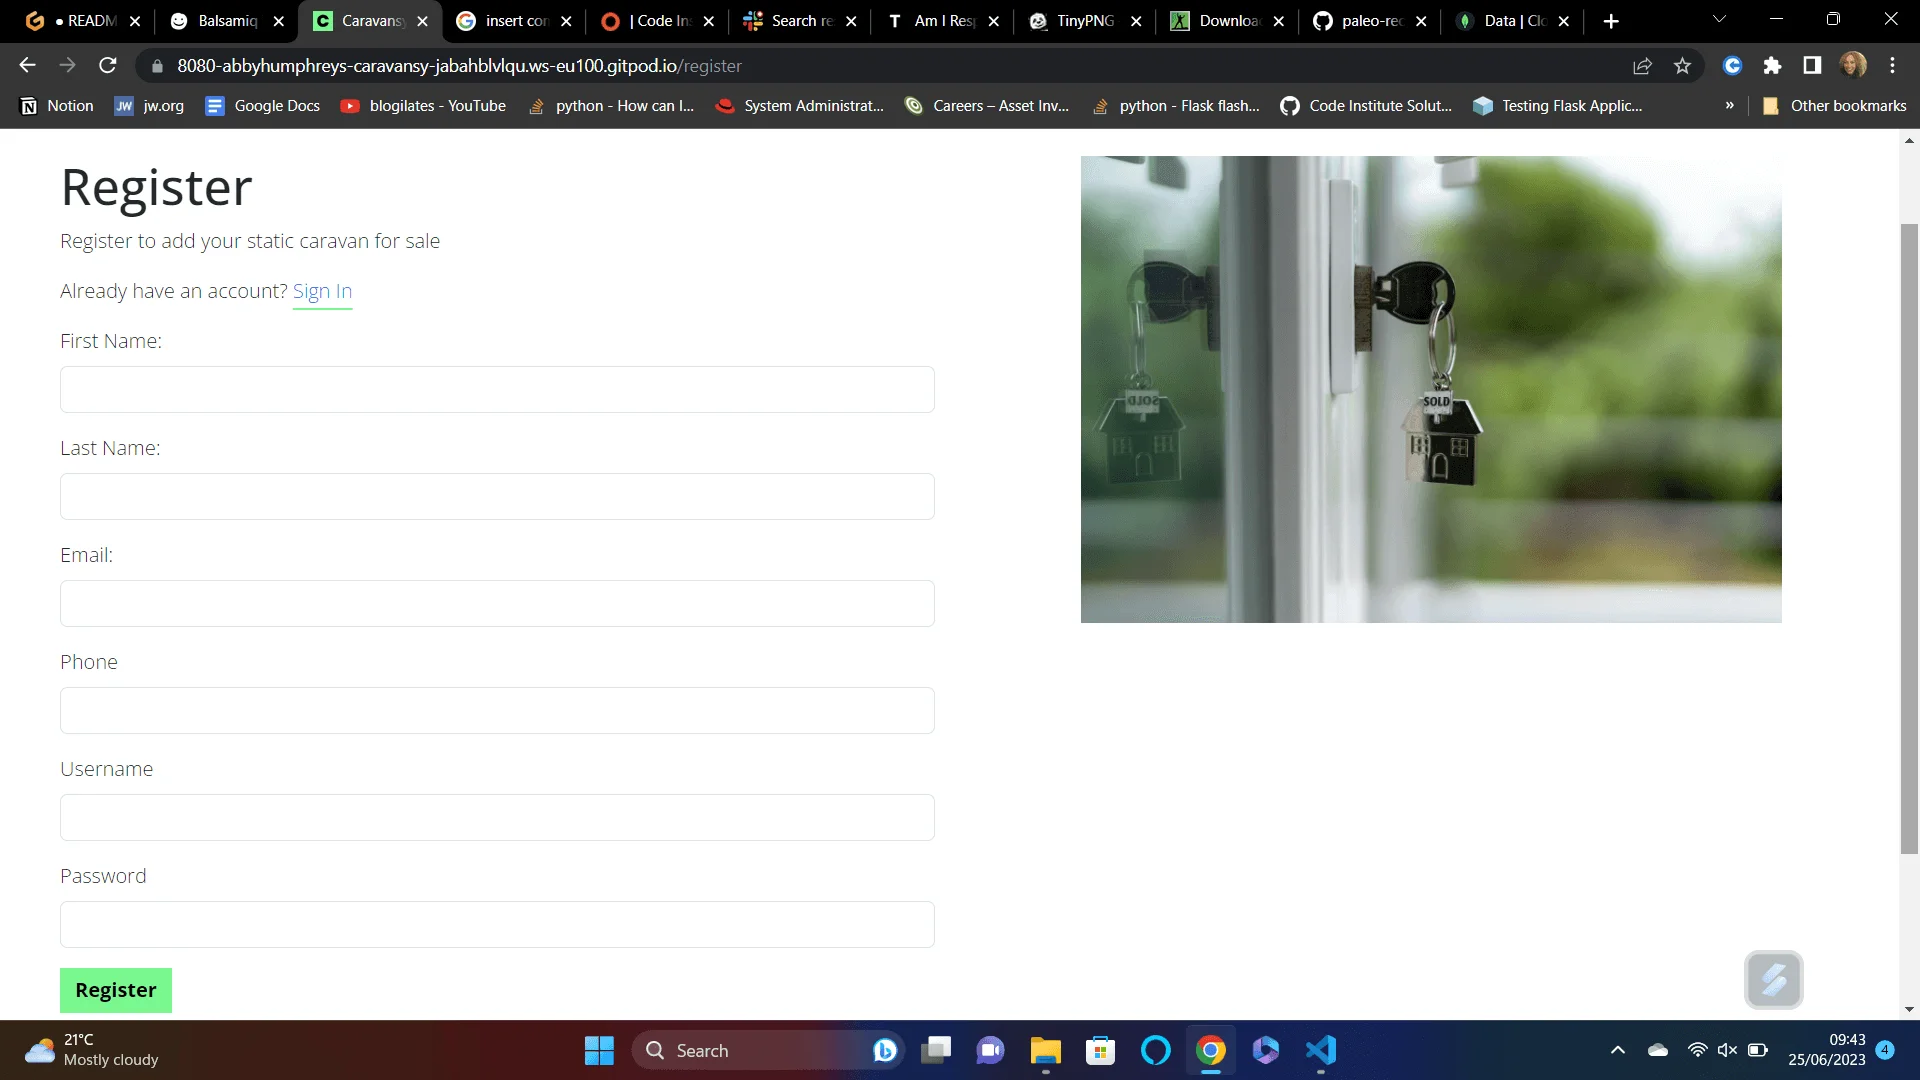 READM
Balsamiq
Caravansy
insert con
| Code Ins
Search re
Am I Resp
TinyPNG
Download
paleo-rec
Data | Clo
8080-abbyhumphreys-caravansy-jabahblvlqu.ws-eu100.gitpod.io/register
Notion
jw.org
Google Docs
blogilates - YouTube
python - How can I...
System Administrat...
Careers – Asset Inv...
python - Flask flash...
Code Institute Solut...
Testing Flask Applic...
»
Other bookmarks
Register
Register to add your static caravan for sale
Already have an account? Sign In
First Name:
Last Name:
Email:
Phone
Username
Password
Register
SOLD
21°C
Mostly cloudy
Search
09:43
25/06/2023
4